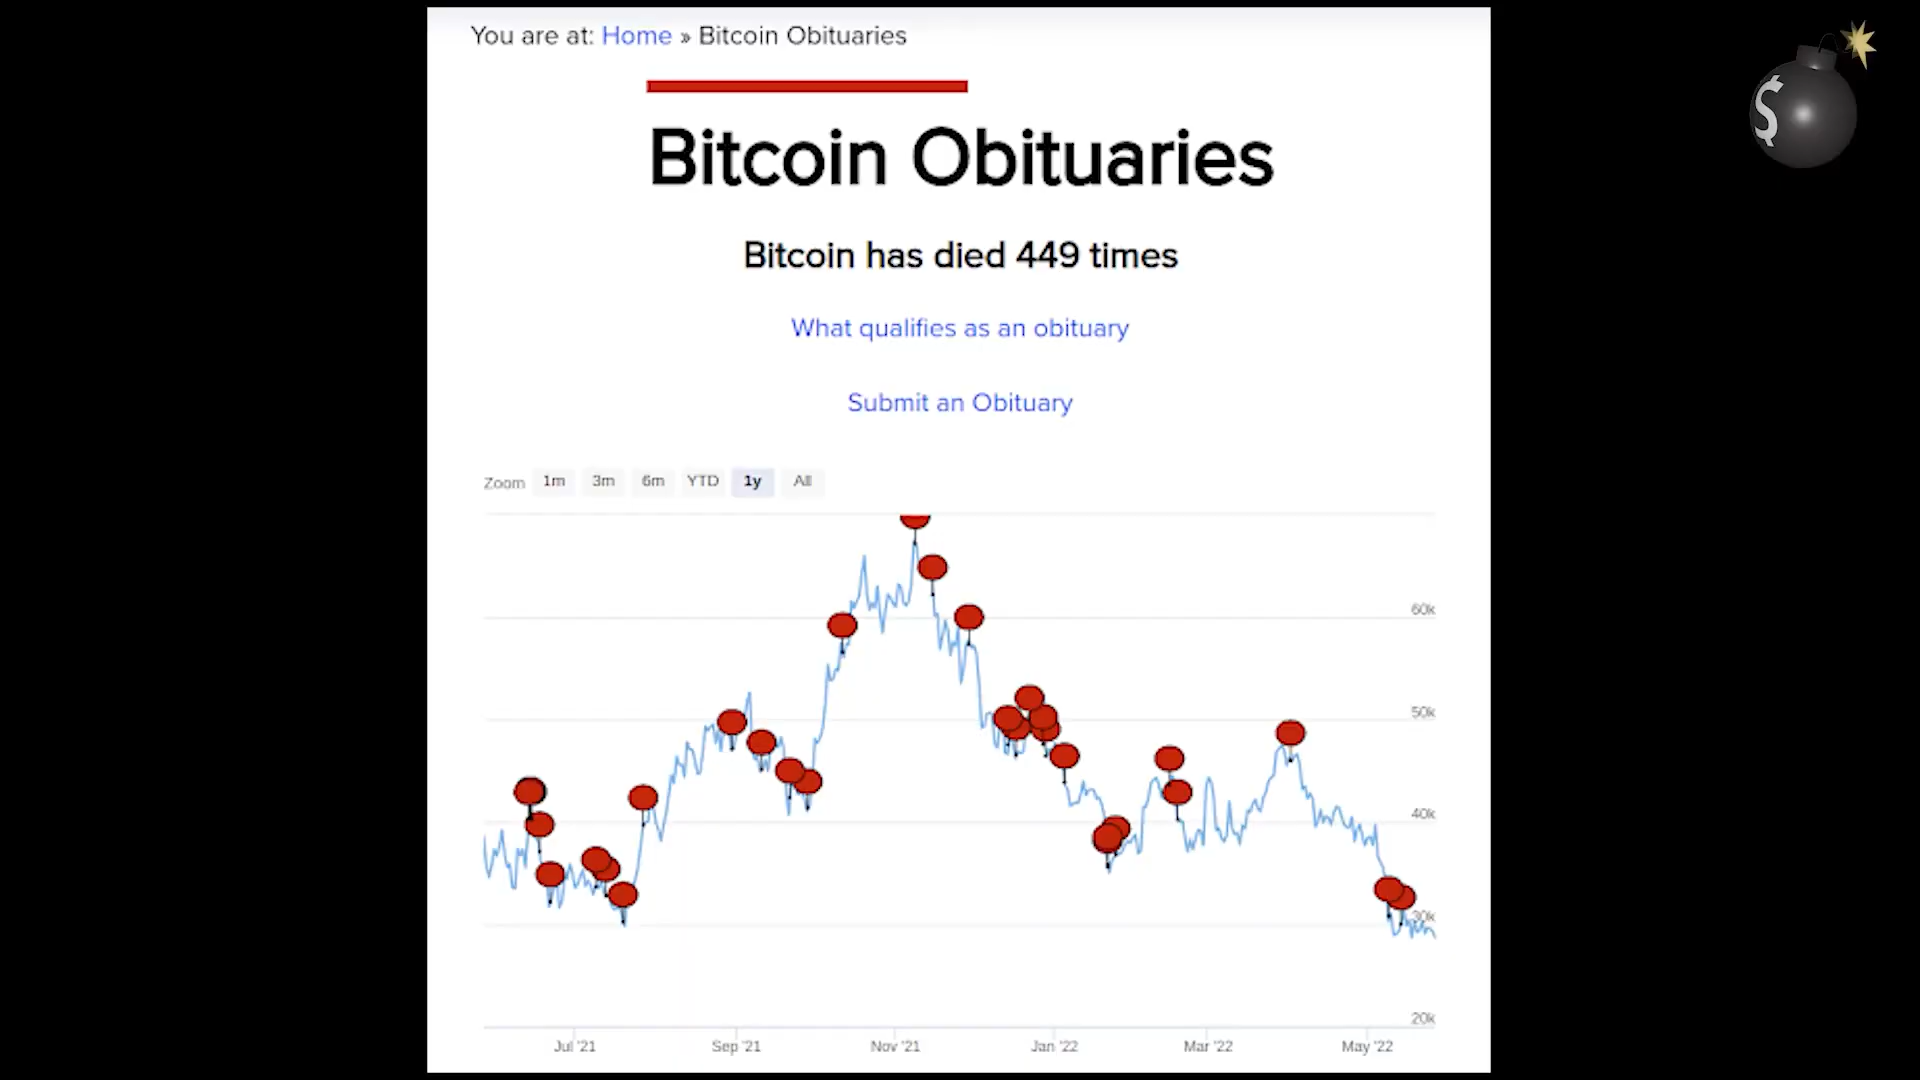 You are at: Home » Bitcoin Obituaries
$
Bitcoin Obituaries
Bitcoin has died 449 times
What qualifies as an obituary
Submit an Obituary
Zoom 1m 3m 6m YTD 1y All
60k
50k
40k
30k
20k
Jul '21 Sep '21 Nov '21 Jan '22 Mar '22 May '22